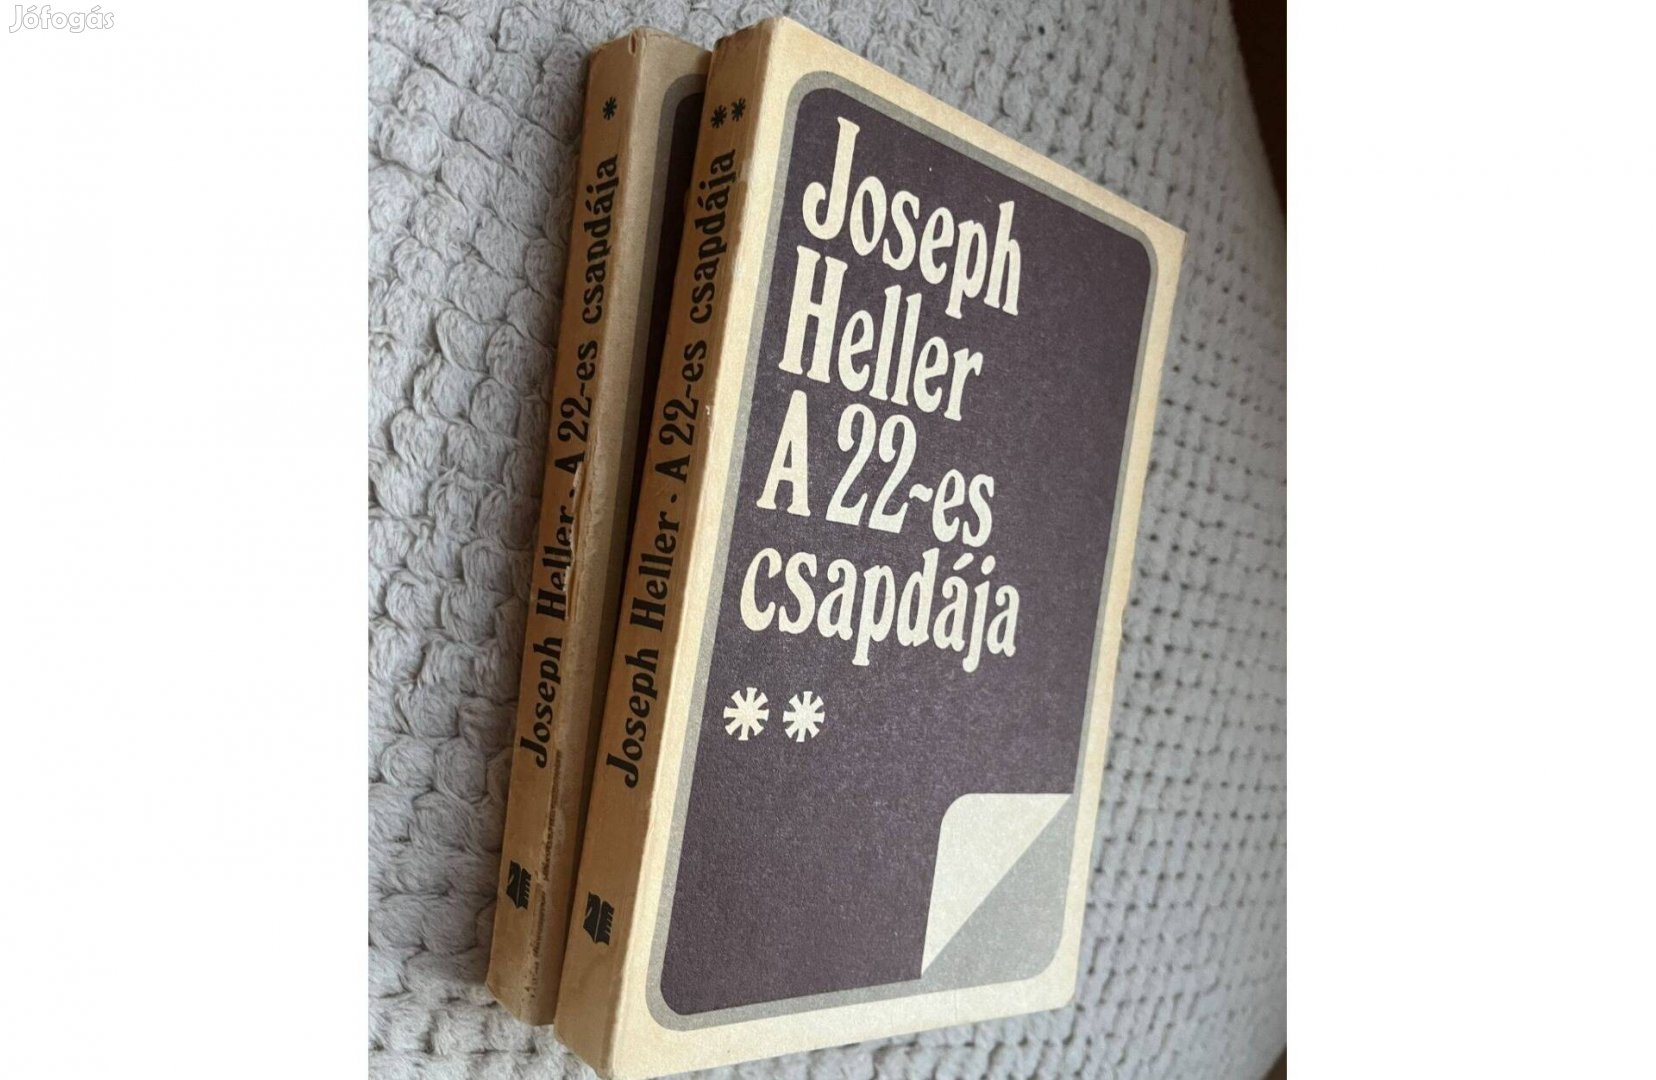 Jófogás
Joseph Heller · A 22-es csapdája *
Joseph Heller · A 22-es csapdája **
Joseph
Heller
A 22-es
csapdája
**